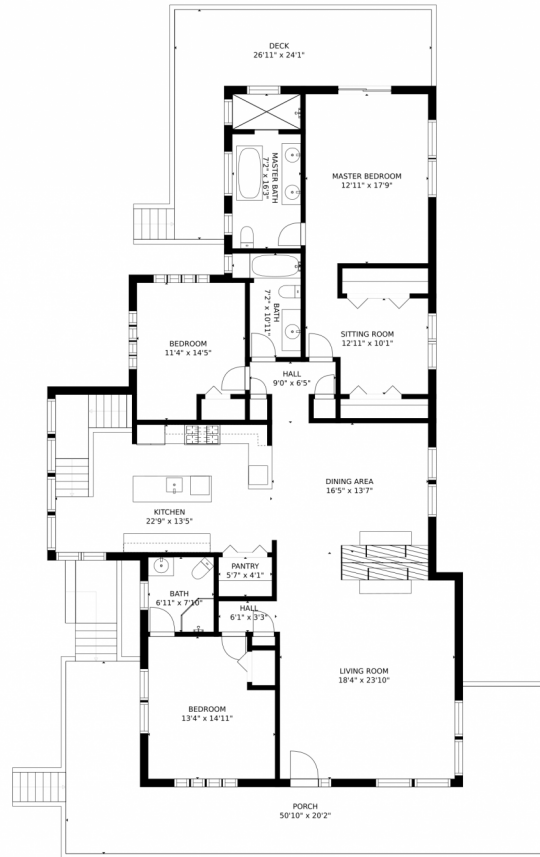 DECK
26'11" x 24'1"
MASTER BATH
7'2" x 16'3"
MASTER BEDROOM
12'11" x 17'9"
BATH
7'2" x 10'11"
BEDROOM
11'4" x 14'5"
SITTING ROOM
12'11" x 10'1"
HALL
9'0" x 6'5"
DINING AREA
16'5" x 13'7"
KITCHEN
22'9" x 13'5"
PANTRY
5'7" x 4'1"
BATH
6'11" x 7'10"
HALL
6'1" x 3'3"
LIVING ROOM
18'4" x 23'10"
BEDROOM
13'4" x 14'11"
PORCH
50'10" x 20'2"